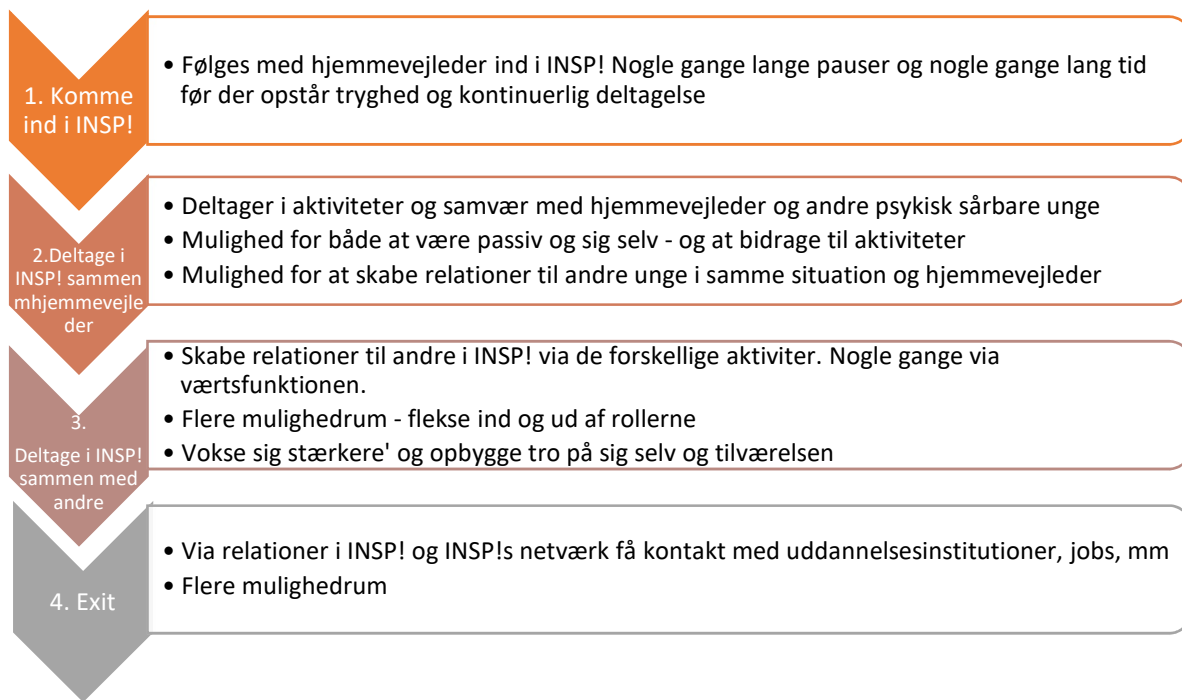 1. Komme
ind i INSP!
• Følges med hjemmevejleder ind i INSP! Nogle gange lange pauser og nogle gange lang tid
før der opstår tryghed og kontinuerlig deltagelse
2.Deltage i
INSP! sammen
mhjemmevejle
der
• Deltager i aktiviteter og samvær med hjemmevejleder og andre psykisk sårbare unge
• Mulighed for både at være passiv og sig selv - og at bidrage til aktiviteter
• Mulighed for at skabe relationer til andre unge i samme situation og hjemmevejleder
3.
Deltage i INSP!
sammen med
andre
• Skabe relationer til andre i INSP! via de forskellige aktiviter. Nogle gange via
værtsfunktionen.
• Flere mulighedrum - flekse ind og ud af rollerne
• Vokse sig stærkere' og opbygge tro på sig selv og tilværelsen
4. Exit
• Via relationer i INSP! og INSP!s netværk få kontakt med uddannelsesinstitutioner, jobs, mm
• Flere mulighedrum